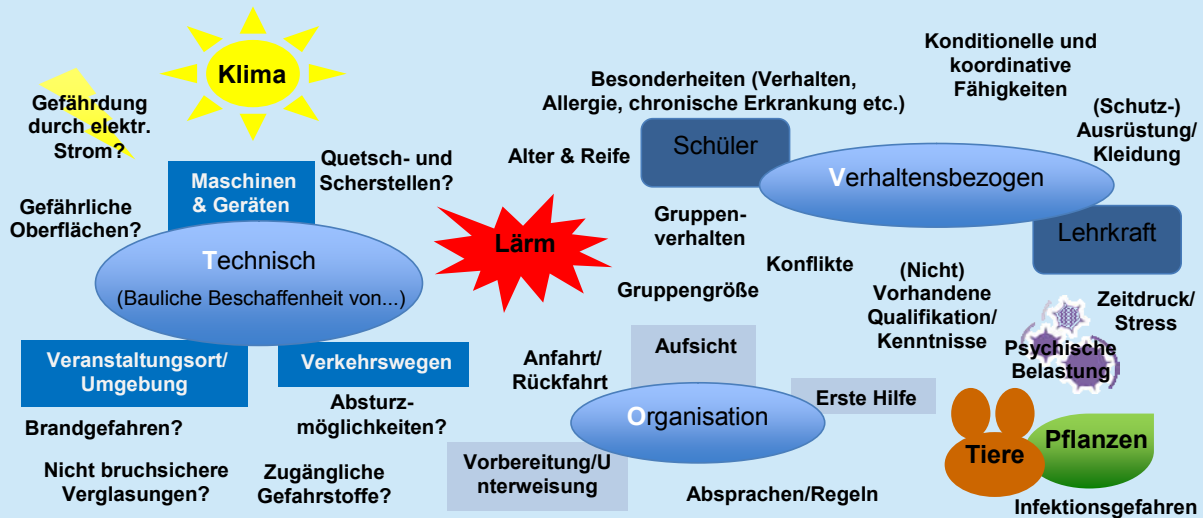 Klima
Gefährdung
durch elektr.
Strom?
Maschinen
& Geräten
Quetsch- und
Scherstellen?
Gefährliche
Oberflächen?
Technisch
(Bauliche Beschaffenheit von...)
Veranstaltungsort/
Umgebung
Verkehrswegen
Brandgefahren?
Absturz-
möglichkeiten?
Nicht bruchsichere
Verglasungen?
Zugängliche
Gefahrstoffe?
Lärm
Besonderheiten (Verhalten,
Allergie, chronische Erkrankung etc.)
Konditionelle und
koordinative
Fähigkeiten
(Schutz-)
Ausrüstung/
Kleidung
Alter & Reife
Schüler
Verhaltensbezogen
Lehrkraft
Gruppen-
verhalten
Konflikte
Gruppengröße
(Nicht)
Vorhandene
Qualifikation/
Kenntnisse
Zeitdruck/
Stress
Psychische
Belastung
Anfahrt/
Rückfahrt
Aufsicht
Organisation
Erste Hilfe
Vorbereitung/U
nterweisung
Absprachen/Regeln
Tiere
Pflanzen
Infektionsgefahren